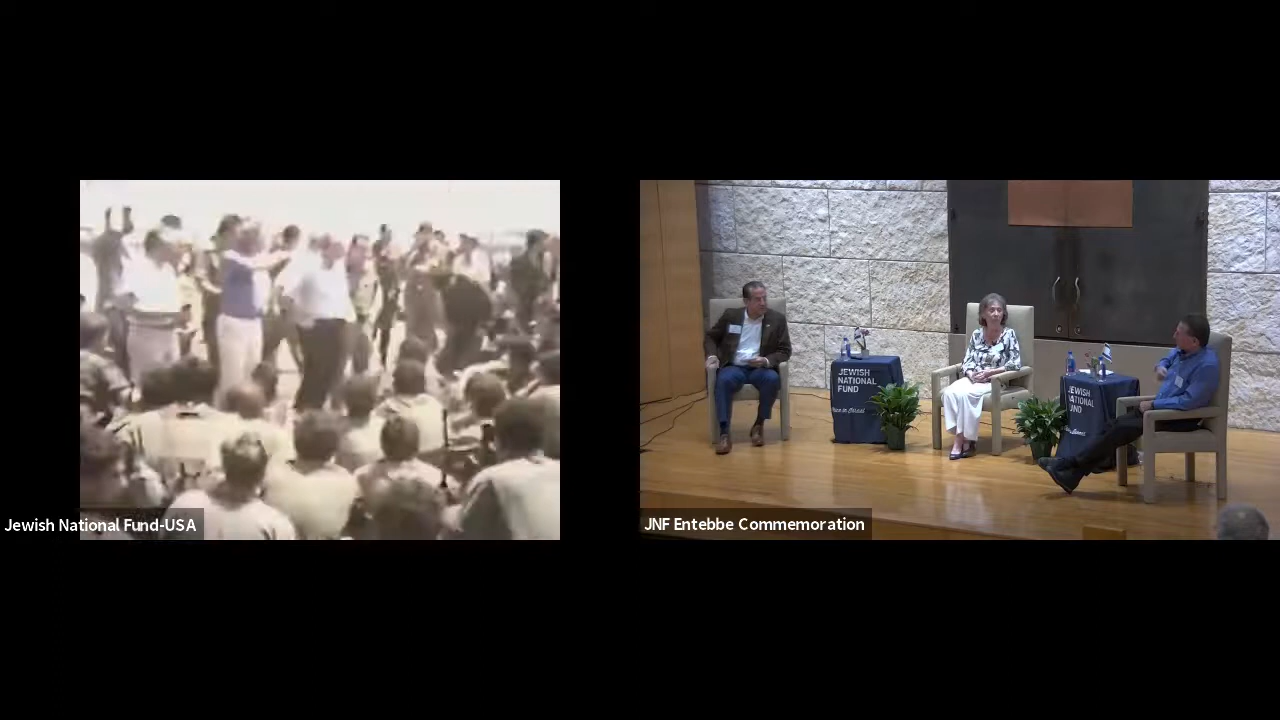 Jewish National Fund-USA
JNF Entebbe Commemoration
JEWISH
NATIONAL
FUND
JEWISH
NATIONAL
FUND